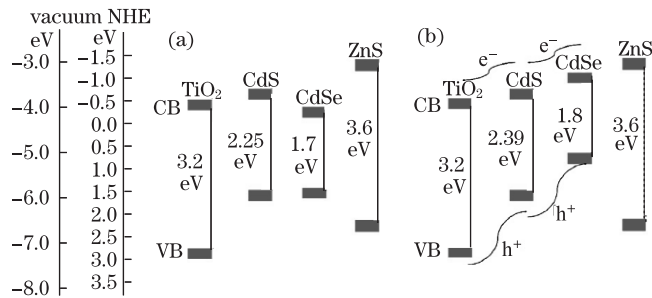 vacuum NHE
eV
eV
-3.0
-4.0
-5.0
-6.0
-7.0
-8.0
-1.5
-1.0
-0.5
0.0
0.5
1.0
1.5
2.0
2.5
3.0
3.5
(a)
TiO₂
CdS
CdSe
ZnS
CB
3.2
eV
2.25
eV
1.7
eV
3.6
eV
VB
(b)
e⁻
e⁻
TiO₂
CdS
CdSe
ZnS
CB
3.2
eV
2.39
eV
1.8
eV
3.6
eV
VB
h⁺
h⁺